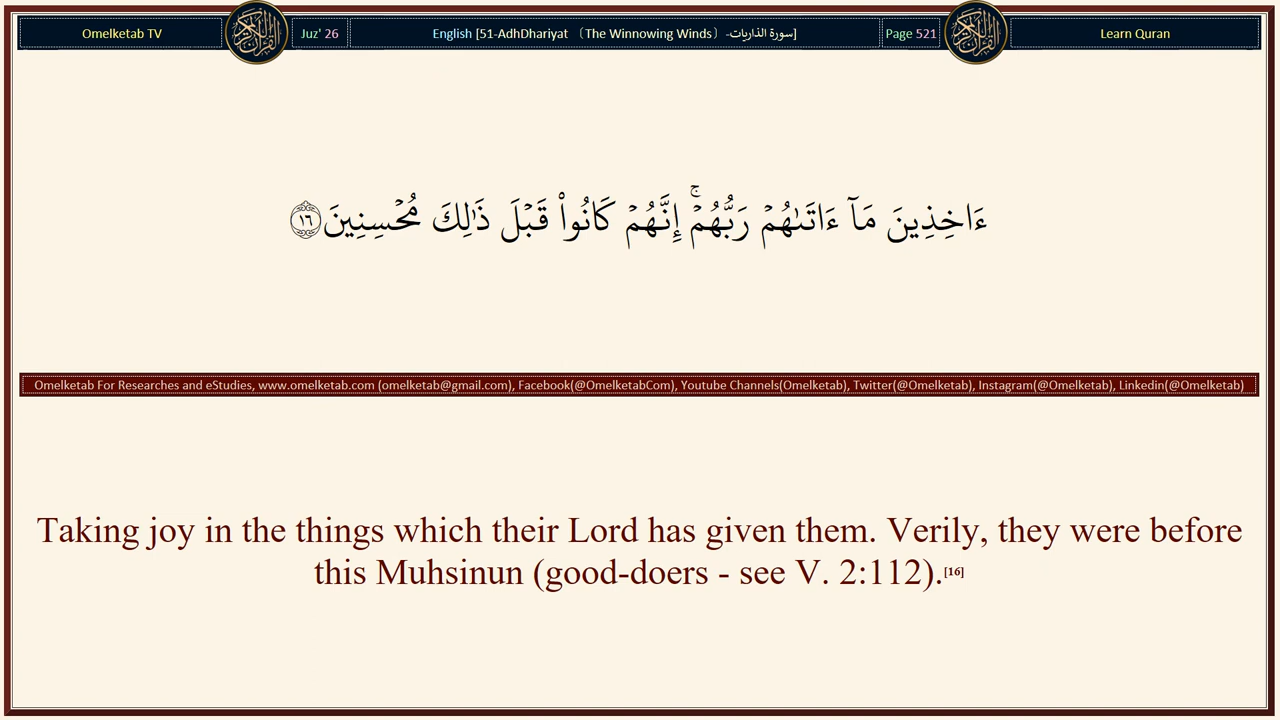 Omelketab TV
Juz' 26
English [51-AdhDhariyat 〔The Winnowing Winds〕 -سورة الذاريات]
Page 521
Learn Quran
ءَاخِذِينَ مَآ ءَاتَىٰهُمۡ رَبُّهُمۡۚ إِنَّهُمۡ كَانُواْ قَبۡلَ ذَٰلِكَ مُحۡسِنِينَ ١٦
Omelketab For Researches and eStudies, www.omelketab.com (omelketab@gmail.com), Facebook(@OmelketabCom), Youtube Channels(Omelketab), Twitter(@Omelketab), Instagram(@Omelketab), Linkedin(@Omelketab)
Taking joy in the things which their Lord has given them. Verily, they were before
this Muhsinun (good-doers - see V. 2:112).[16]